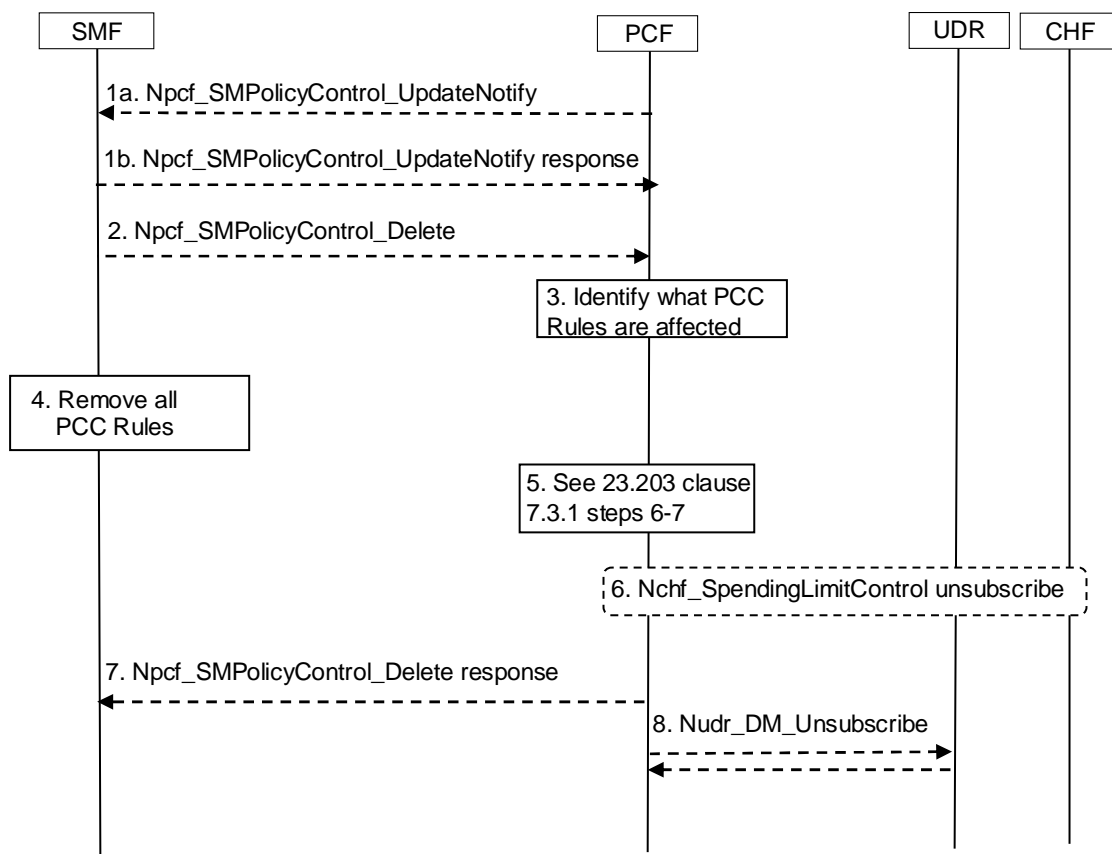 SMF
PCF
UDR
CHF
1a. Npcf_SMPolicyControl_UpdateNotify
1b. Npcf_SMPolicyControl_UpdateNotify response
2. Npcf_SMPolicyControl_Delete
3. Identify what PCC
Rules are affected
4. Remove all
PCC Rules
5. See 23.203 clause
7.3.1 steps 6-7
6. Nchf_SpendingLimitControl unsubscribe
7. Npcf_SMPolicyControl_Delete response
8. Nudr_DM_Unsubscribe